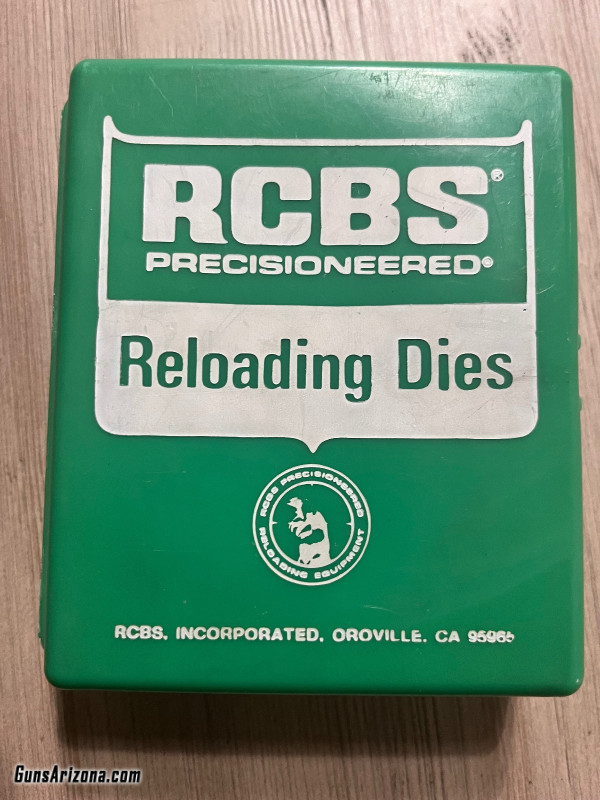 RCBS®
PRECISIONEERED®
Reloading Dies
RCBS PRECISIONEERED
RELOADING EQUIPMENT
RCBS, INCORPORATED, OROVILLE, CA 95965
GunsArizona.com